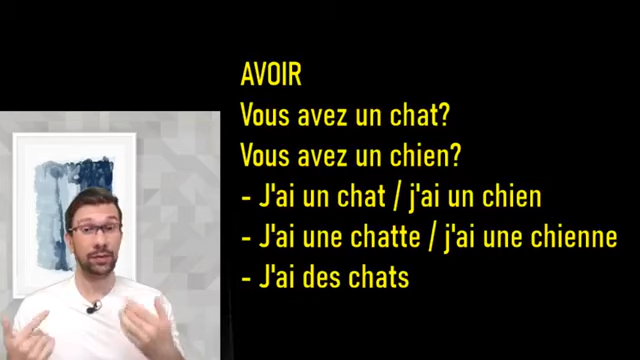 AVOIR
Vous avez un chat?
Vous avez un chien?
- J'ai un chat / j'ai un chien
- J'ai une chatte / j'ai une chienne
- J'ai des chats